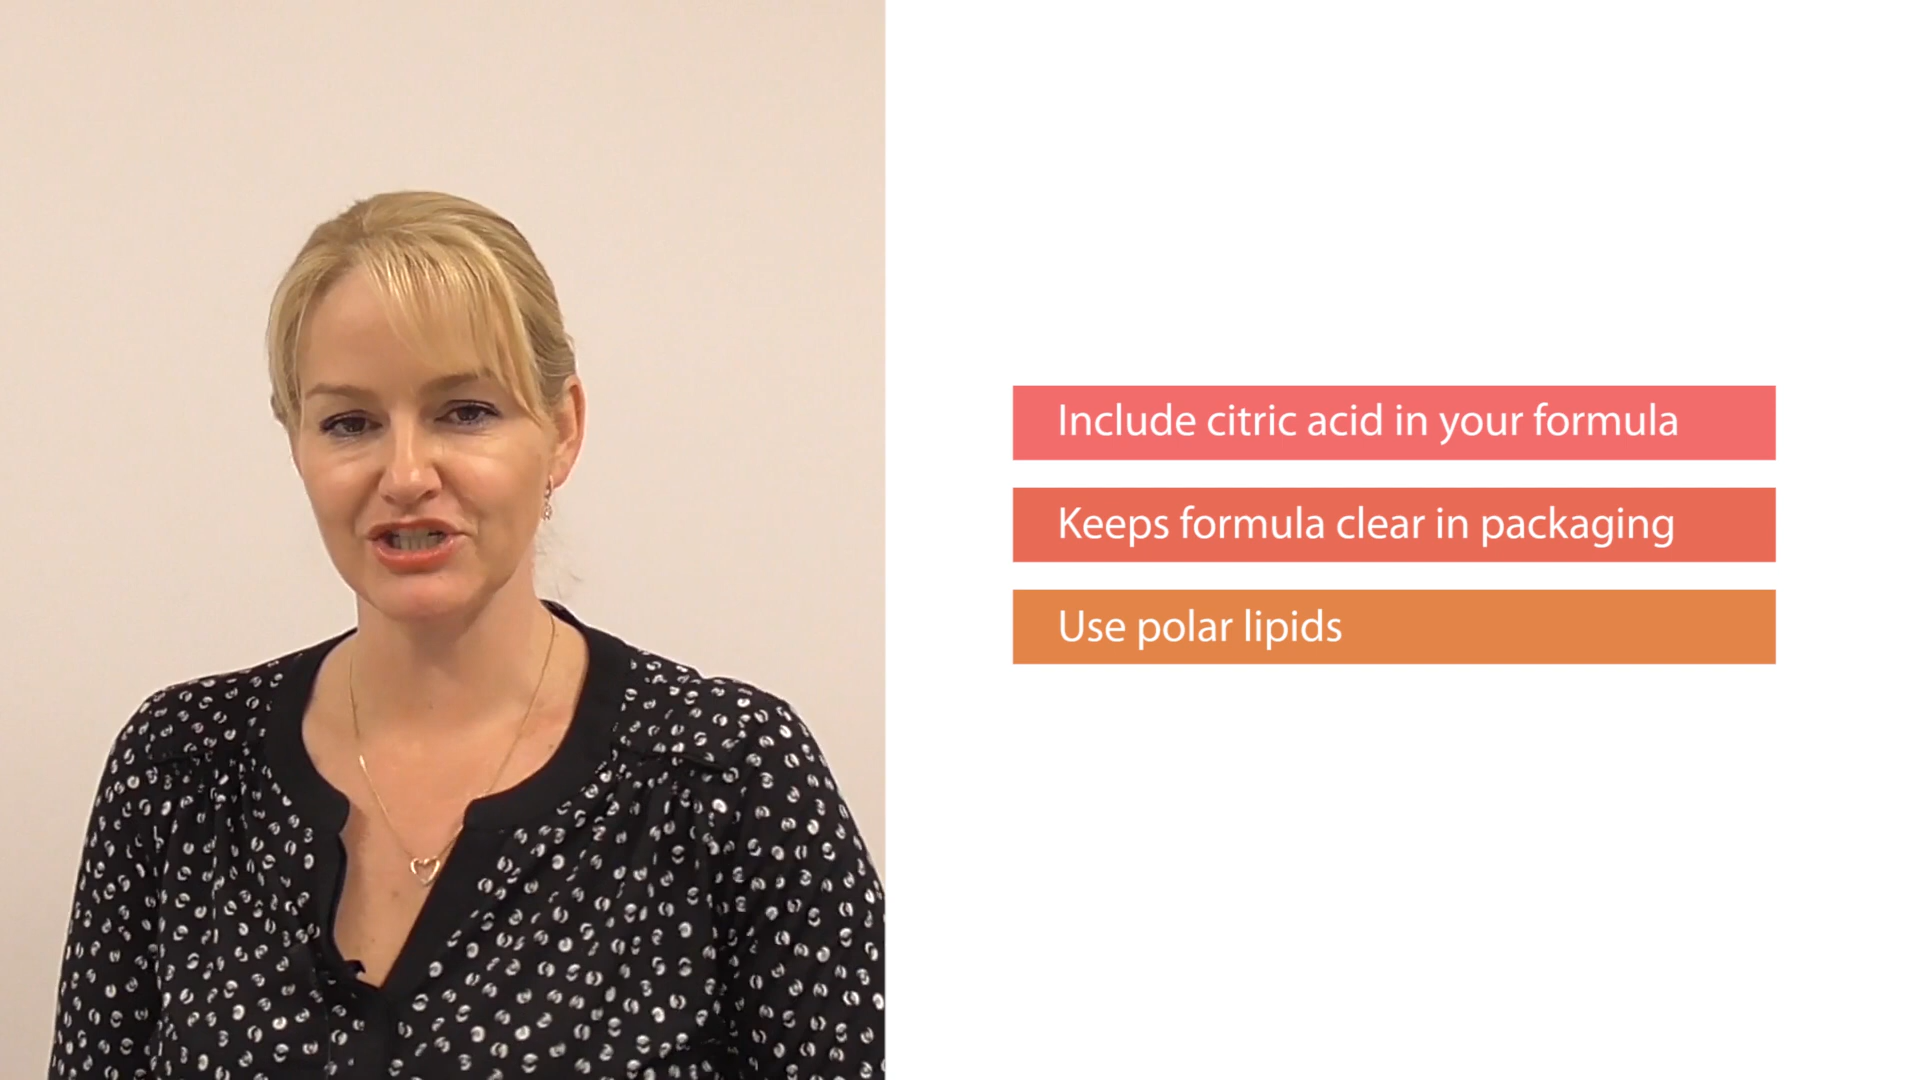 Include citric acid in your formula
Keeps formula clear in packaging
Use polar lipids